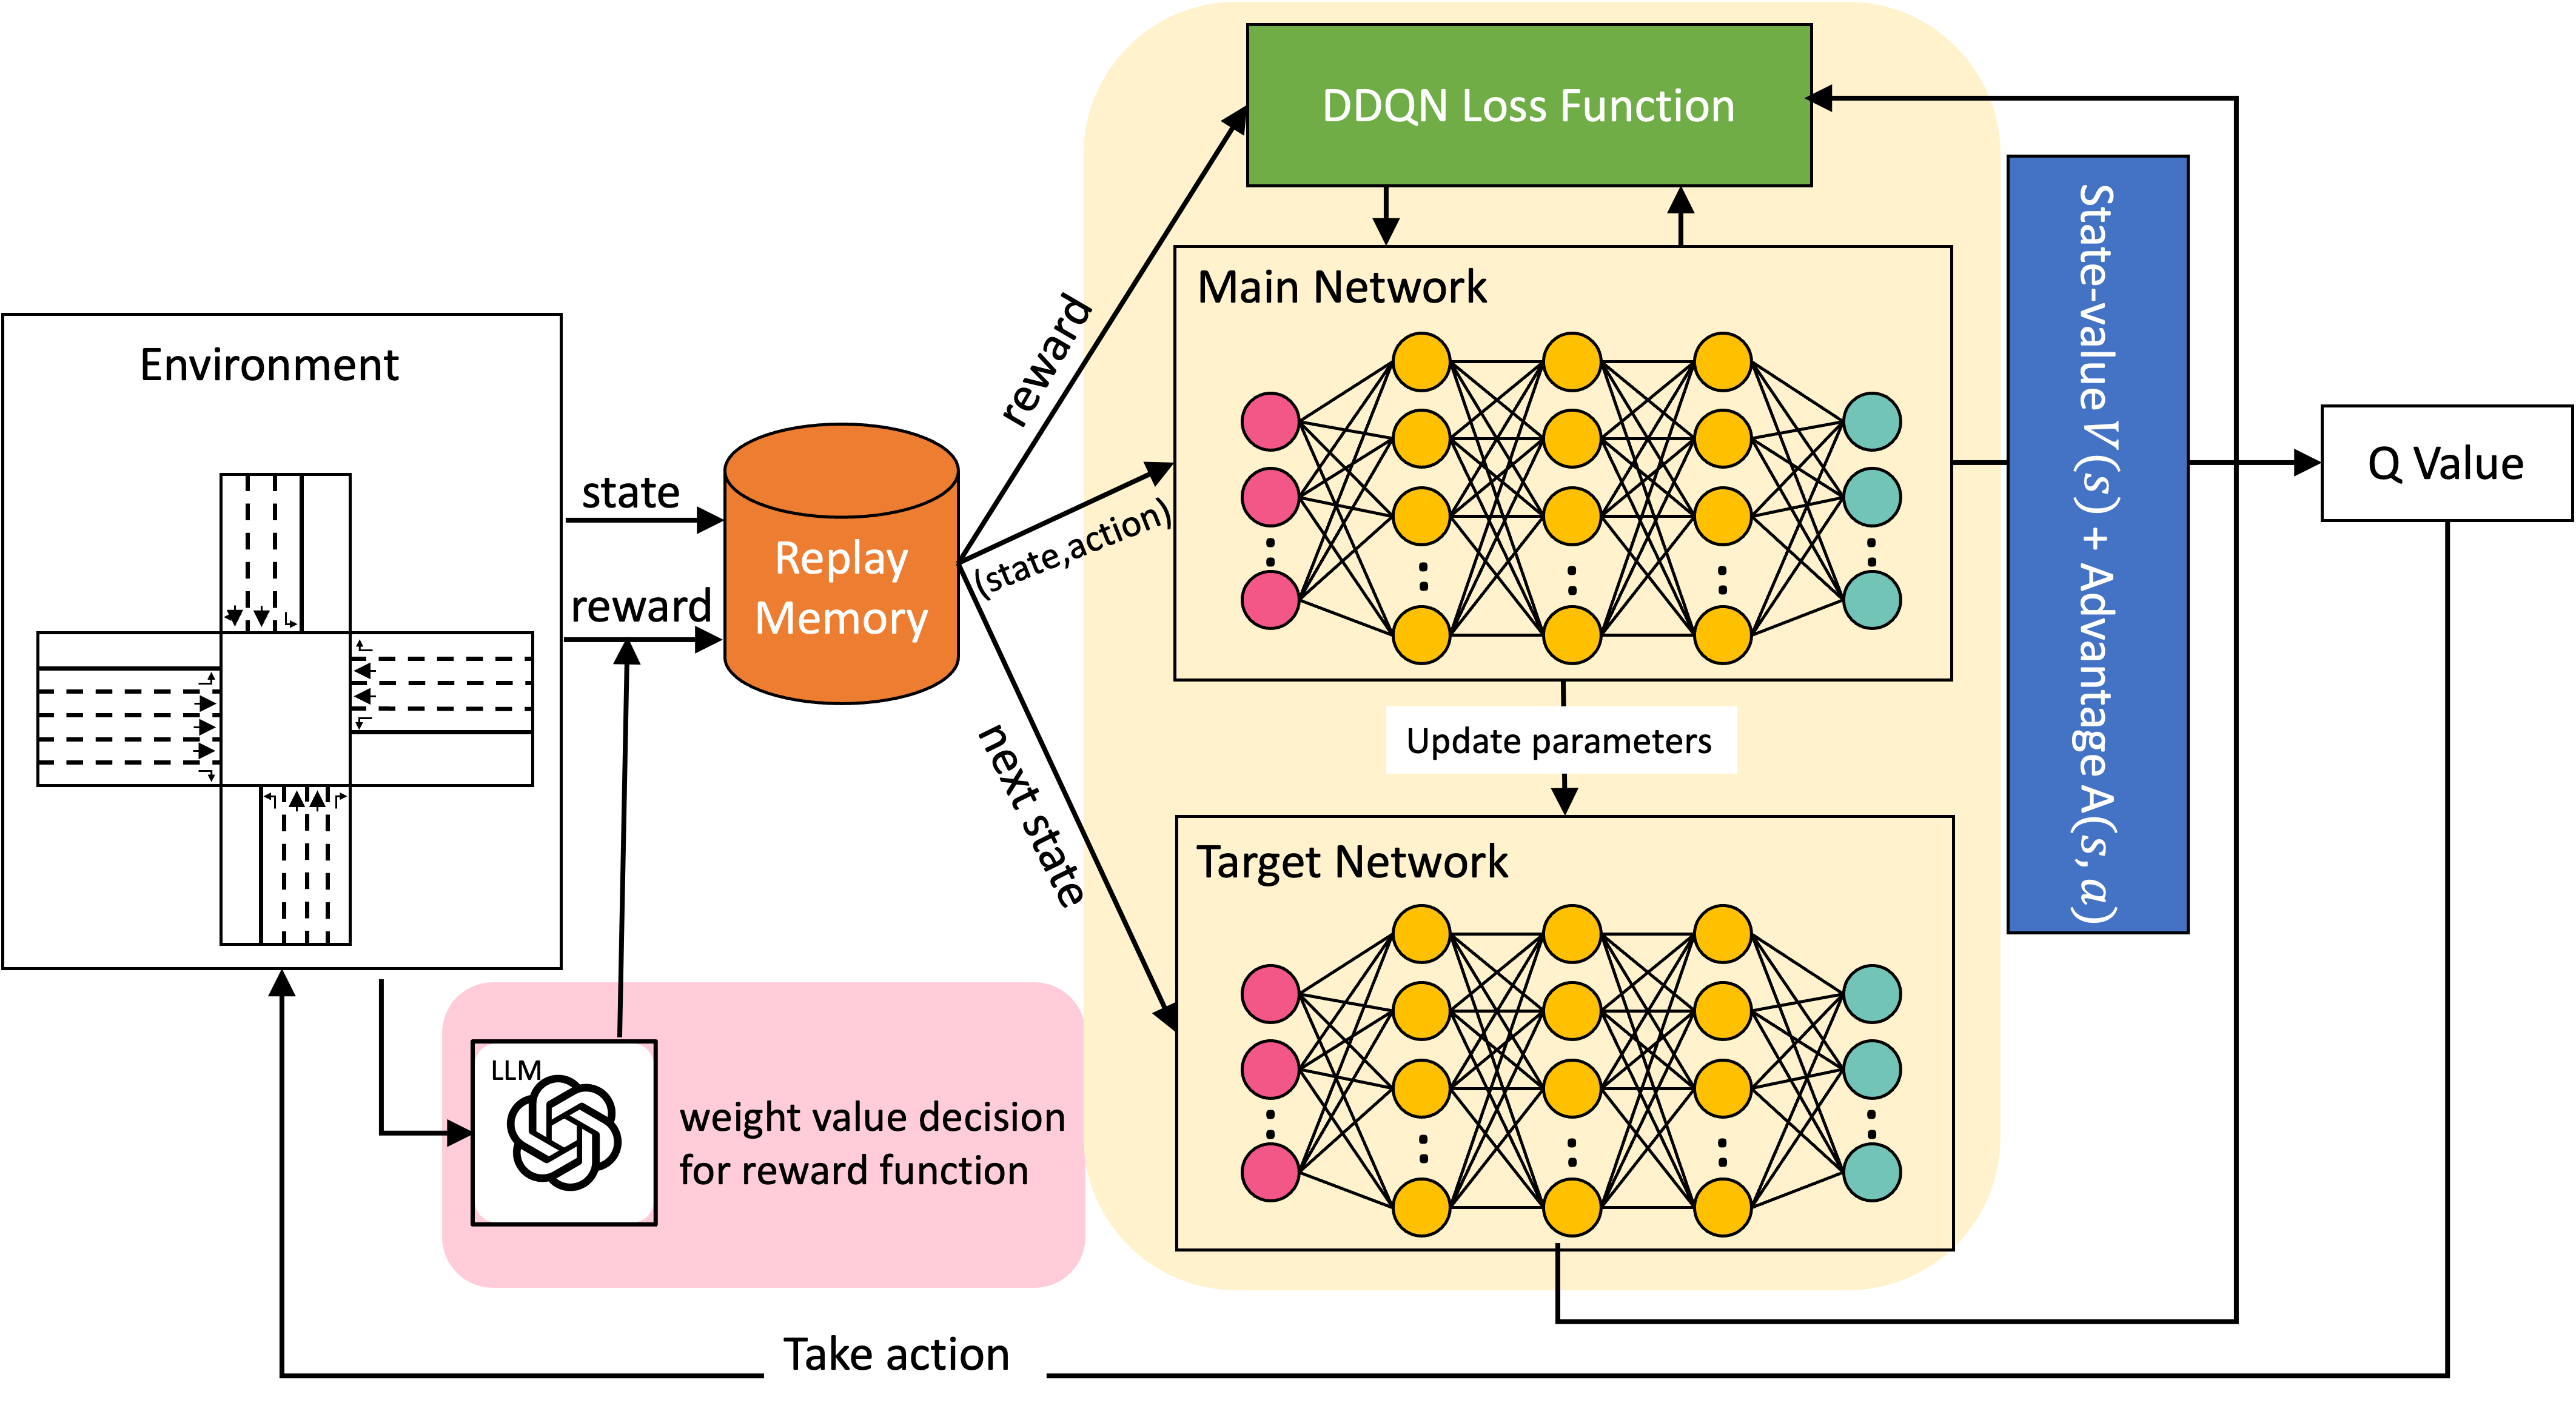 DDQN Loss Function
Main Network
Environment
state
reward
Replay
Memory
reward
(state,action)
next state
Update parameters
Target Network
State-value V(s) + Advantage A(s, a)
Q Value
LLM
weight value decision
for reward function
Take action